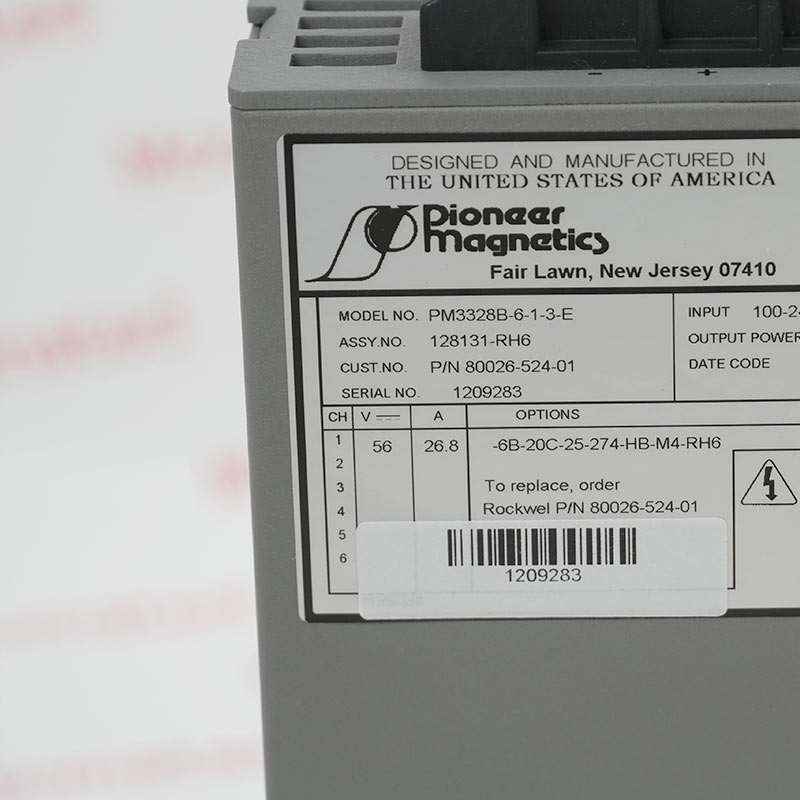 - +
DESIGNED AND MANUFACTURED IN
THE UNITED STATES OF AMERICA
Pioneer
magnetics
Fair Lawn, New Jersey 07410
MODEL NO. PM3328B-6-1-3-E
ASSY.NO. 128131-RH6
CUST.NO. P/N 80026-524-01
SERIAL NO. 1209283
INPUT 100-24
OUTPUT POWER
DATE CODE
CH V A OPTIONS
1 56 26.8 -6B-20C-25-274-HB-M4-RH6
2
3 To replace, order
4 Rockwel P/N 80026-524-01
5
6
1209283